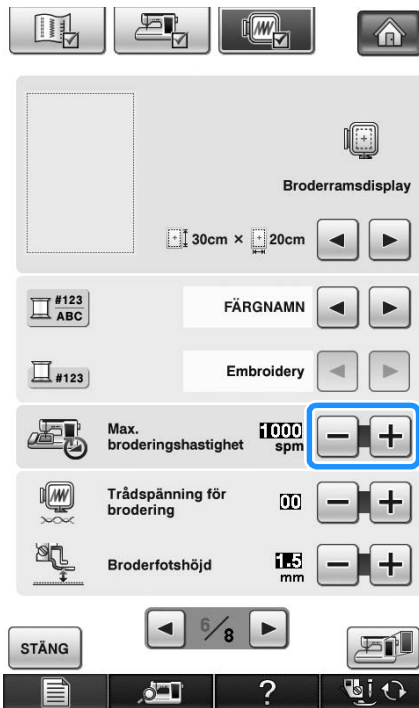 Broderramsdisplay
30cm × 20cm
#123
ABC
FÄRGNAMN
#123
Embroidery
Max.
broderingshastighet
1000
spm
Trådspänning för
brodering
00
Broderfotshöjd
1.5
mm
6/8
STÄNG
?